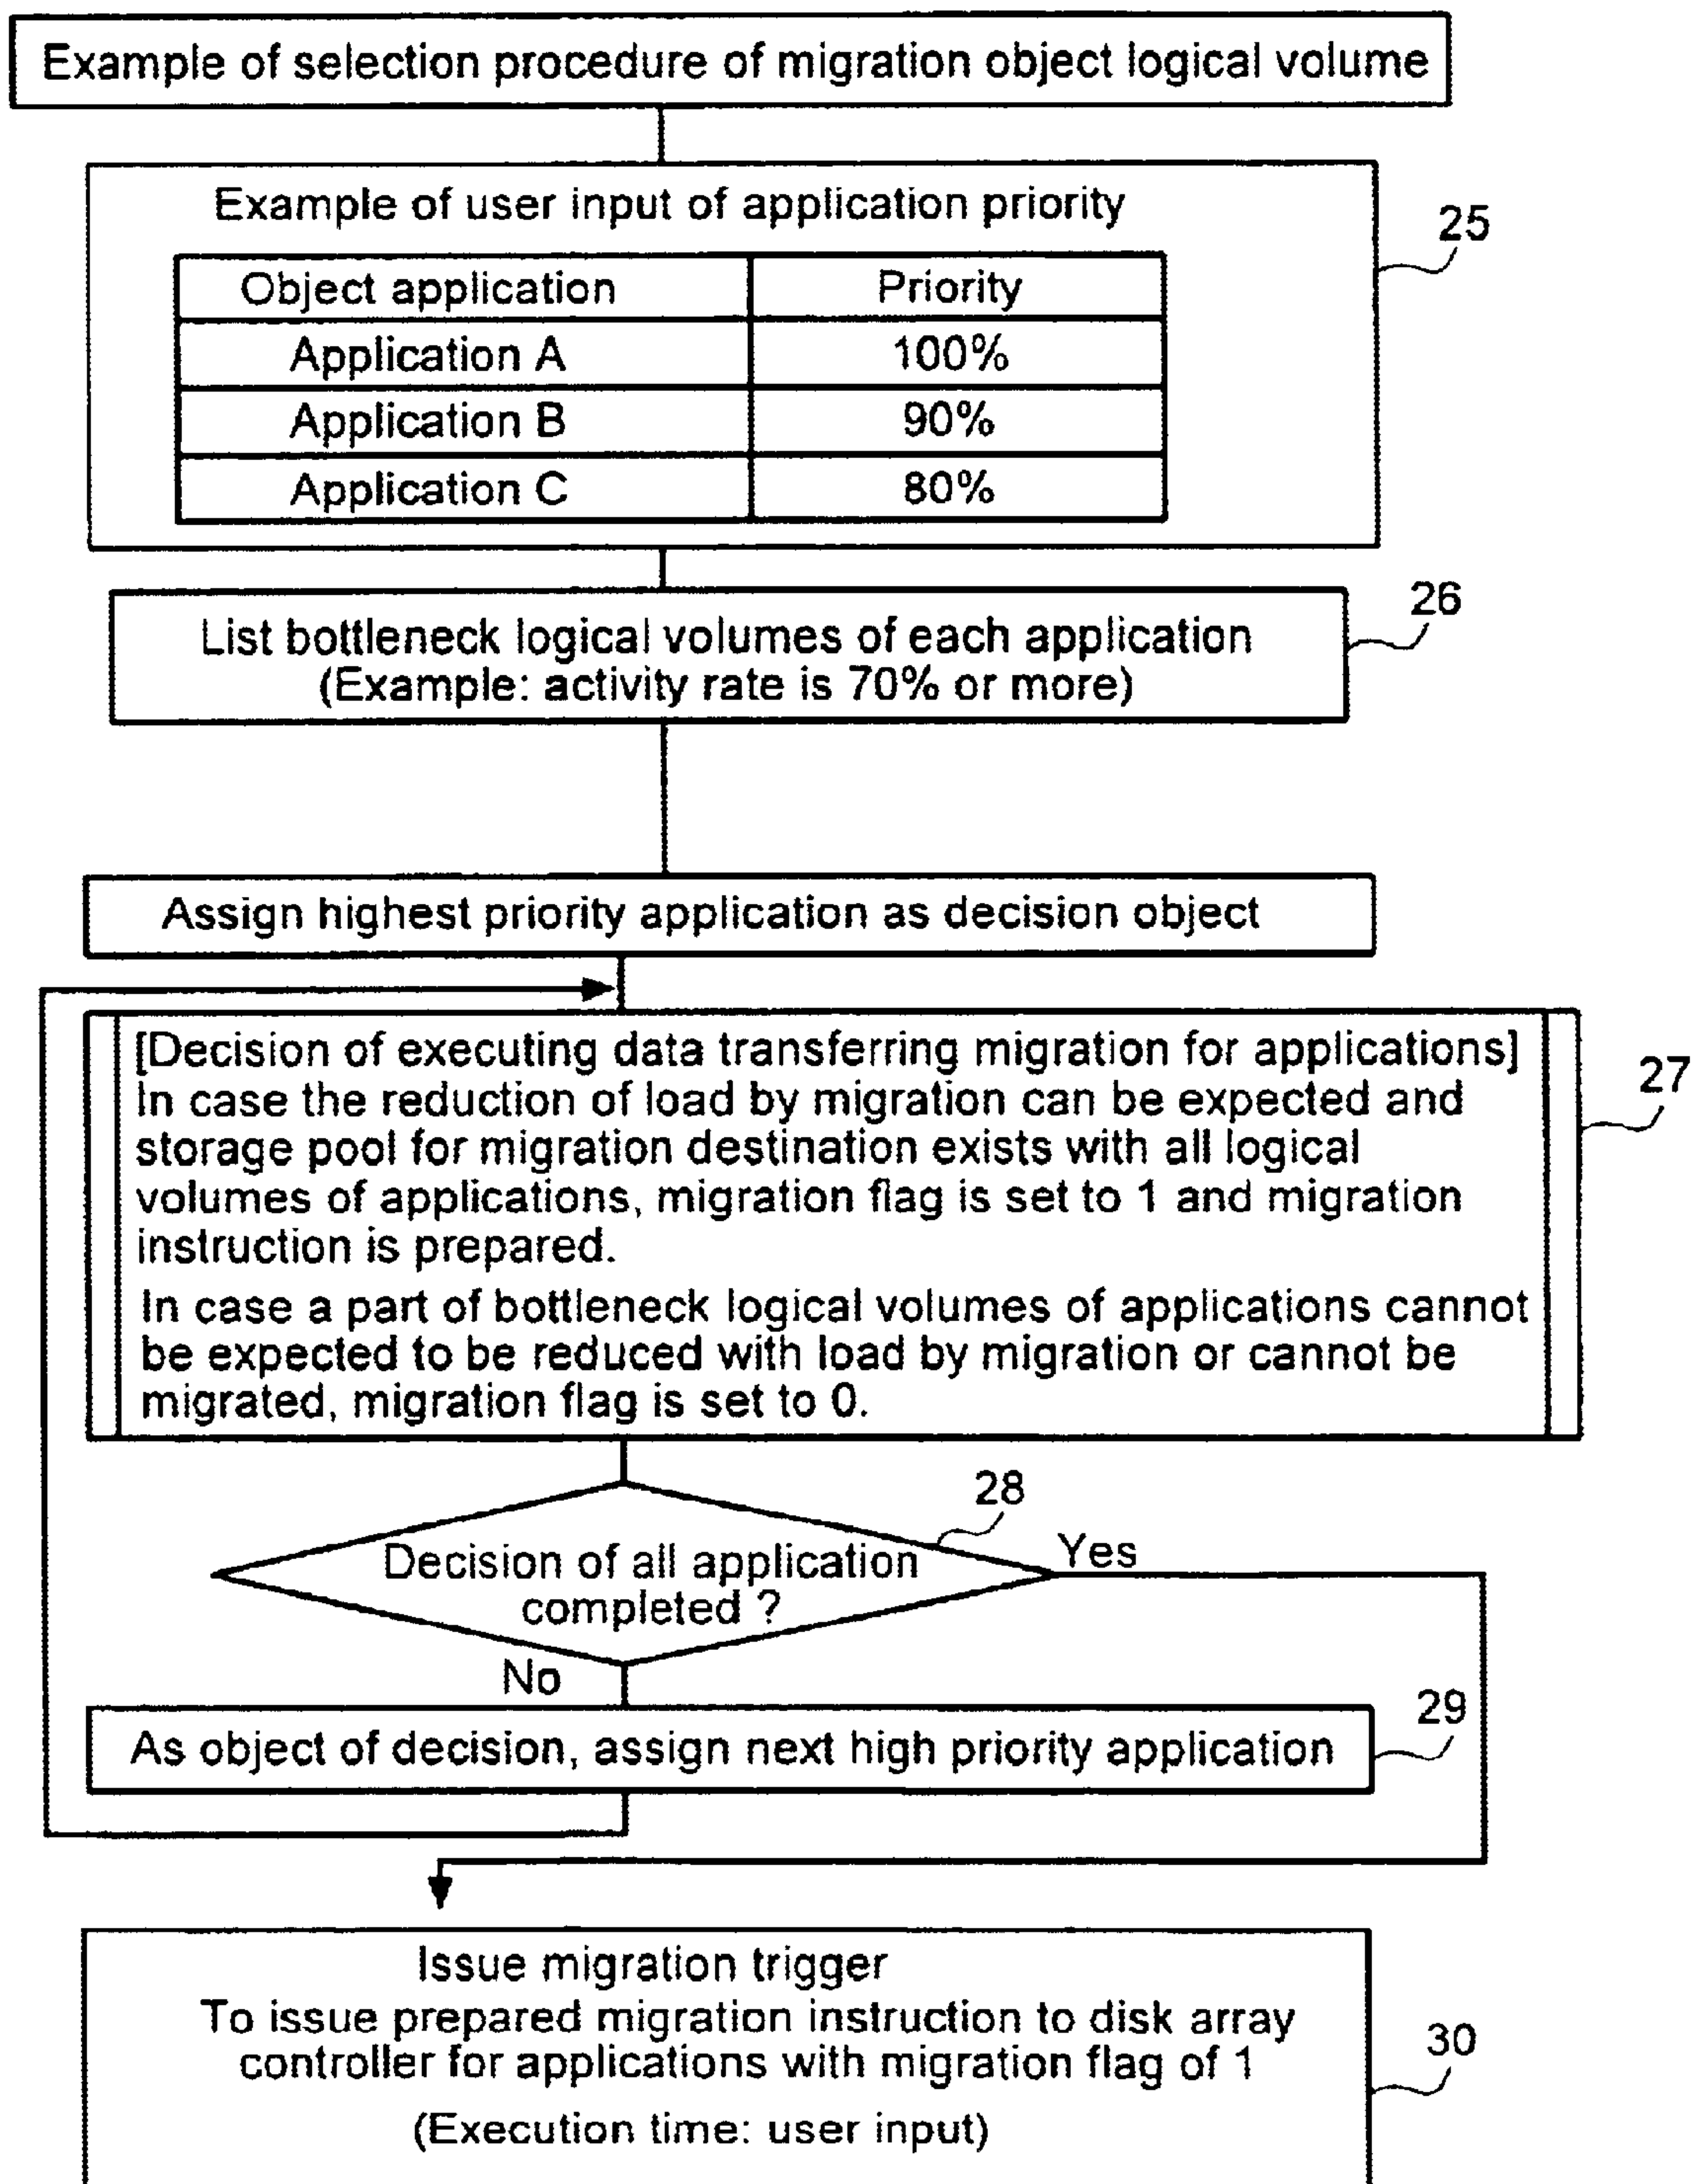 Example of selection procedure of migration object logical volume
Example of user input of application priority
25
Object application Priority
Application A 100%
Application B 90%
Application C 80%
26
List bottleneck logical volumes of each application
(Example: activity rate is 70% or more)
Assign highest priority application as decision object
27
[Decision of executing data transferring migration for applications]
In case the reduction of load by migration can be expected and
storage pool for migration destination exists with all logical
volumes of applications, migration flag is set to 1 and migration
instruction is prepared.
In case a part of bottleneck logical volumes of applications cannot
be expected to be reduced with load by migration or cannot be
migrated, migration flag is set to 0.
28
Decision of all application
completed ?
Yes
No
29
As object of decision, assign next high priority application
Issue migration trigger
To issue prepared migration instruction to disk array
controller for applications with migration flag of 1
30
(Execution time: user input)